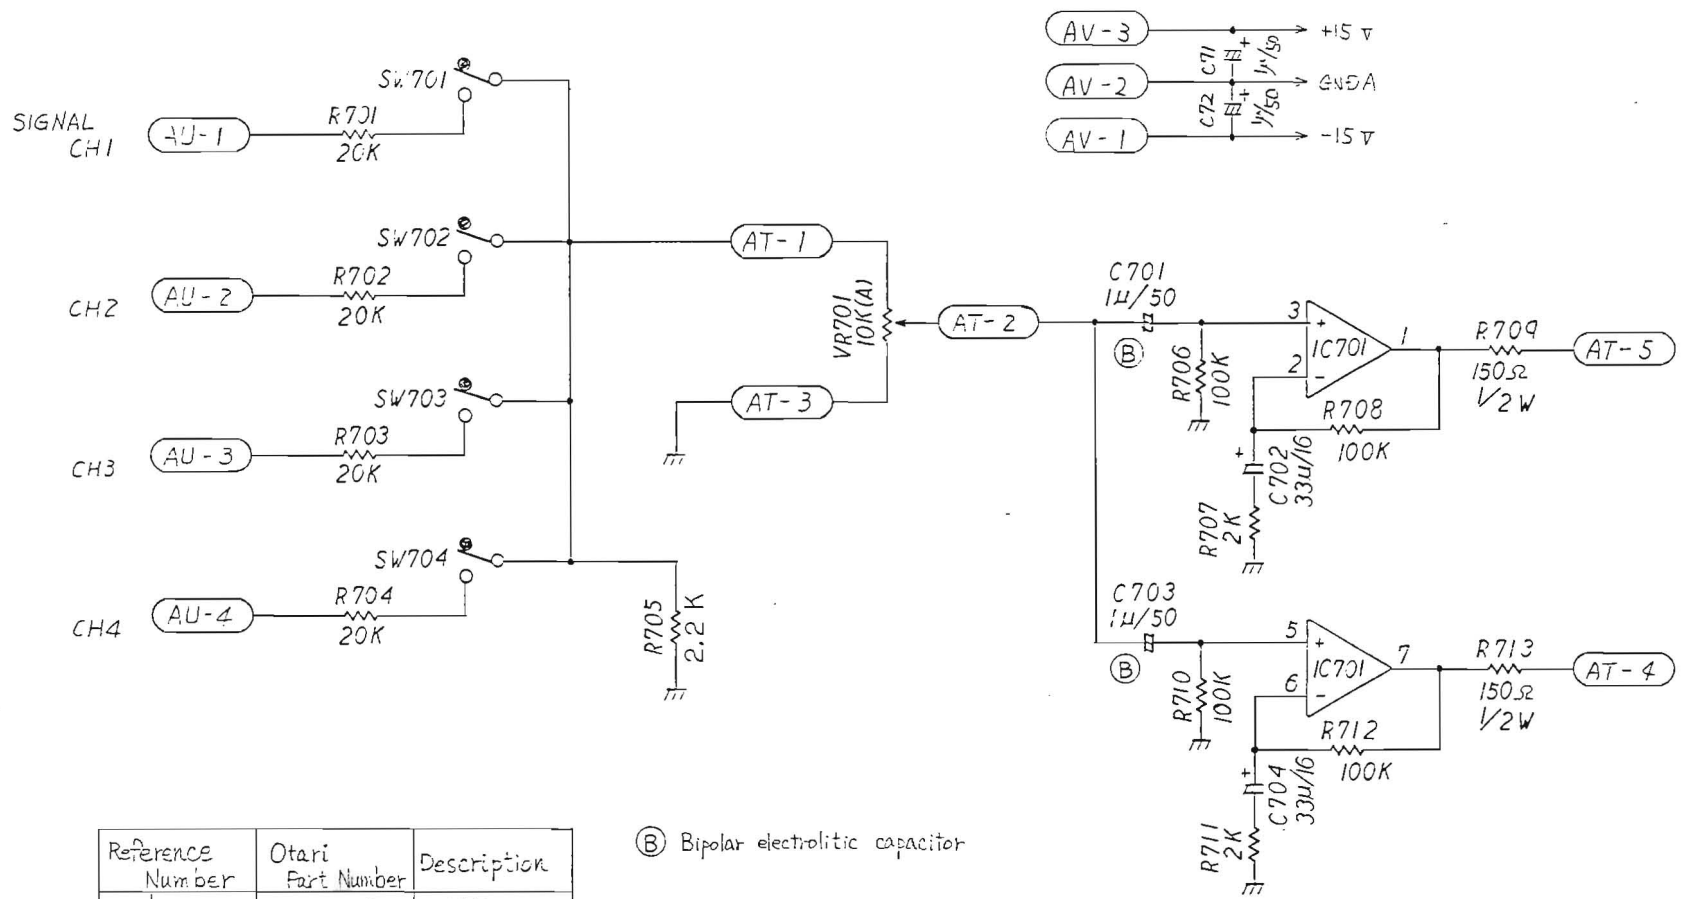 SIGNAL
CH1
AU-1
R701
20K
SW701
CH2
AU-2
R702
20K
SW702
CH3
AU-3
R703
20K
SW703
CH4
AU-4
R704
20K
SW704
R705
2.2K
AT-1
AT-3
VR701
10K(A)
AT-2
AV-3
+15V
C71
1μ/50
AV-2
GNDA
C72
1μ/50
AV-1
-15V
C701
1μ/50
B
R706
100K
3
+
2
-
IC701
1
R708
100K
C702
33μ/16
+
R707
2K
R709
150Ω
1/2W
AT-5
C703
1μ/50
B
R710
100K
5
+
6
-
IC701
7
R712
100K
C704
33μ/16
+
R711
2K
R713
150Ω
1/2W
AT-4
B Bipolar electrolitic capacitor
Reference
Number
Otari
Part Number
Description